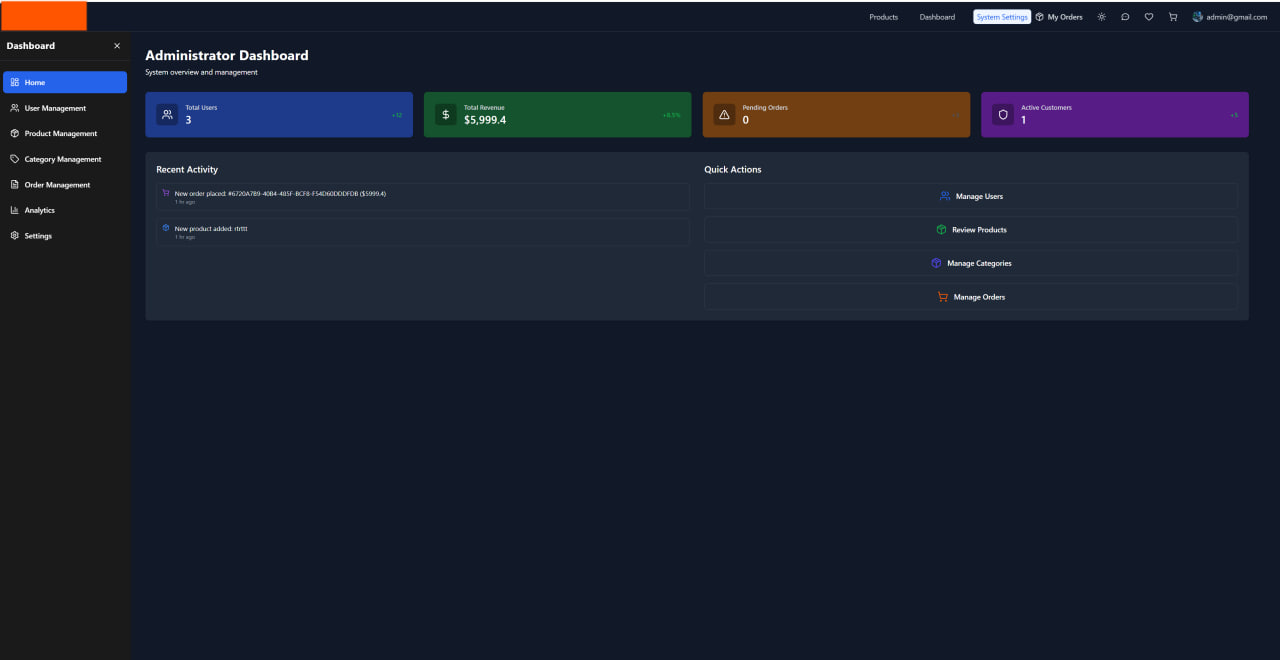 Products
Dashboard
System Settings
My Orders
admin@gmail.com
Dashboard
Home
User Management
Product Management
Category Management
Order Management
Analytics
Settings
Administrator Dashboard
System overview and management
Total Users
3
+12
Total Revenue
$5,999.4
+8.5%
Pending Orders
0
Active Customers
1
+3
Recent Activity
New order placed: #6720A7B9-40B4-485F-BCF8-F54D60DDDFDB ($5999.4)
1 hr ago
New product added: rtrttt
1 hr ago
Quick Actions
Manage Users
Review Products
Manage Categories
Manage Orders